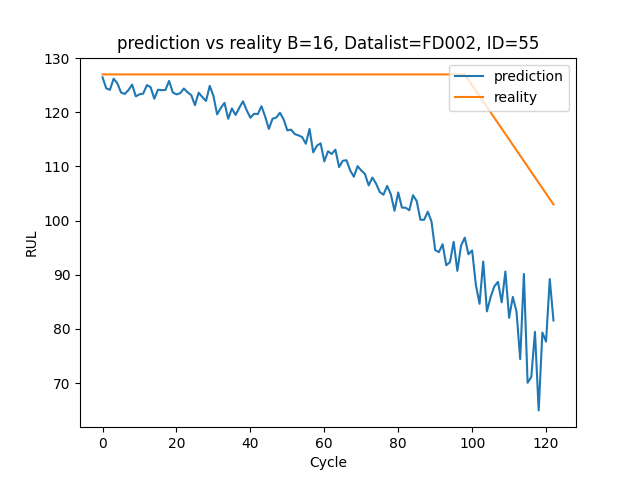 prediction vs reality B=16, Datalist=FD002, ID=55
prediction
reality
RUL
130
120
110
100
90
80
70
0 20 40 60 80 100 120
Cycle